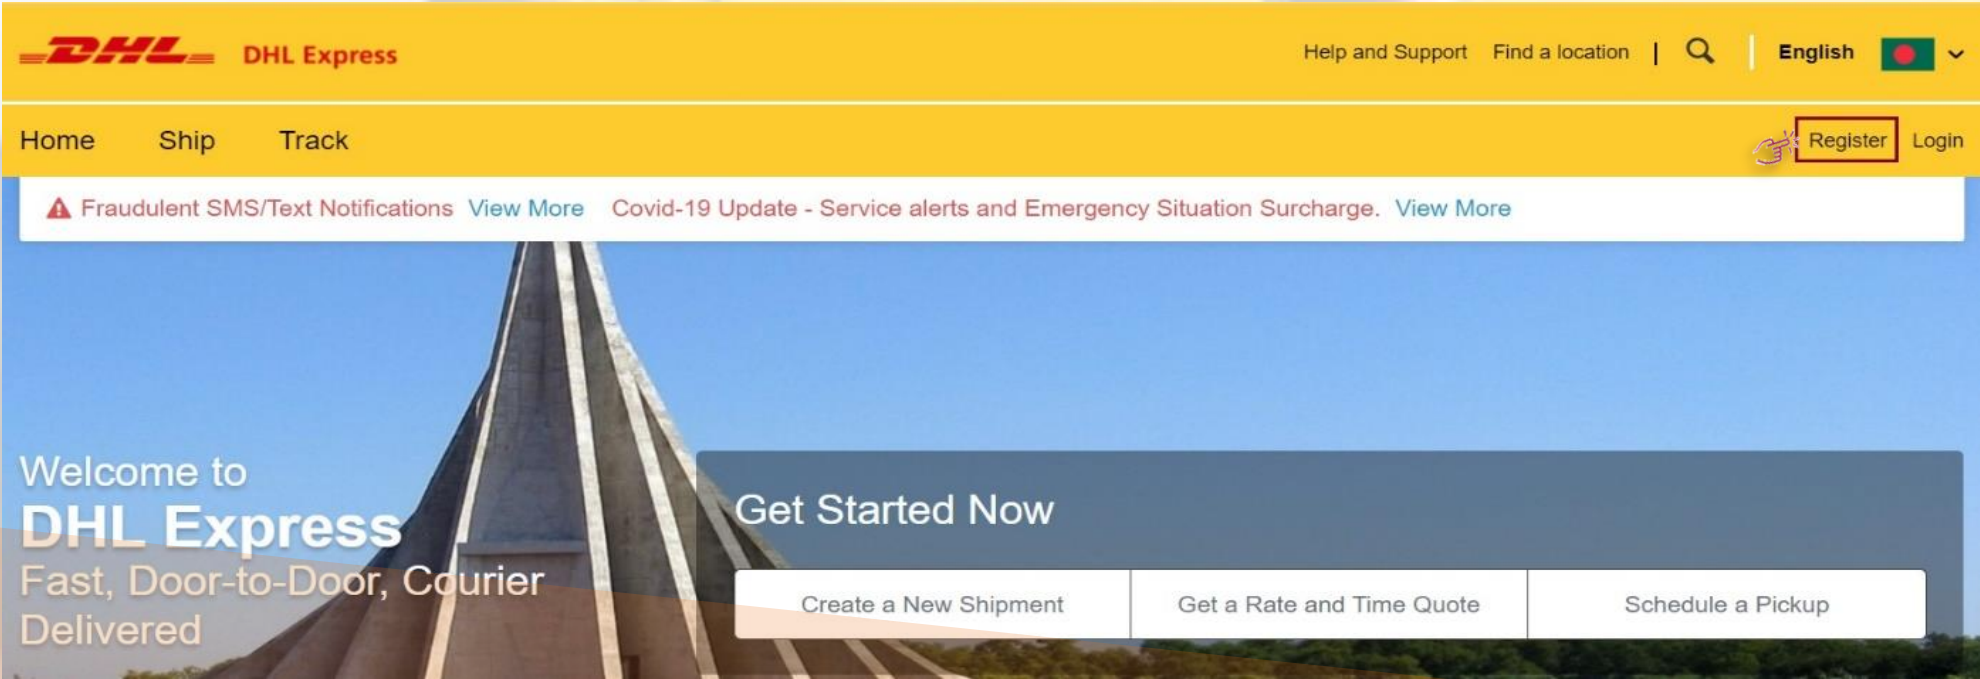 DHL DHL Express
Help and Support Find a location | English
Home Ship Track Register Login
Fraudulent SMS/Text Notifications View More Covid-19 Update - Service alerts and Emergency Situation Surcharge. View More
Welcome to
DHL Express
Fast, Door-to-Door, Courier
Delivered
Get Started Now
Create a New Shipment Get a Rate and Time Quote Schedule a Pickup